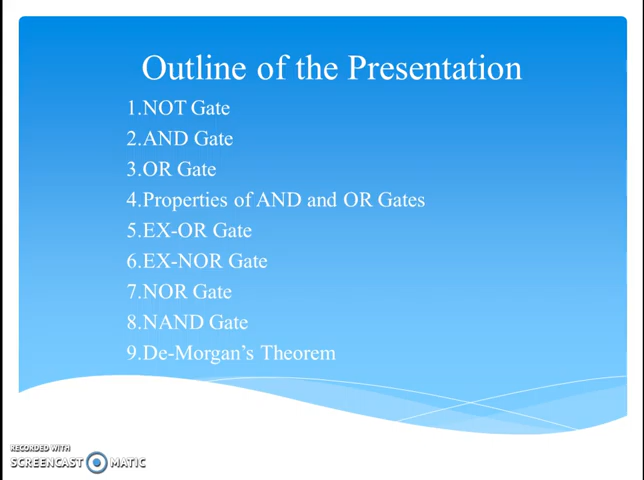 Outline of the Presentation
1.NOT Gate
2.AND Gate
3.OR Gate
4.Properties of AND and OR Gates
5.EX-OR Gate
6.EX-NOR Gate
7.NOR Gate
8.NAND Gate
9.De-Morgan’s Theorem
RECORDED WITH
SCREENCAST MATIC